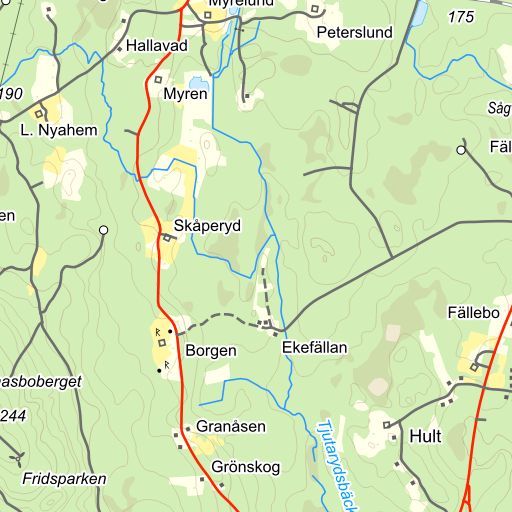 Myrelund
175
Hallavad
Peterslund
190
Myren
Såg
L. Nyahem
Fäl
en
Skåperyd
Fällebo
Borgen
Ekefällan
asboberget
244
Granåsen
Tjutarydsbäck
Hult
Grönskog
Fridsparken
R
R